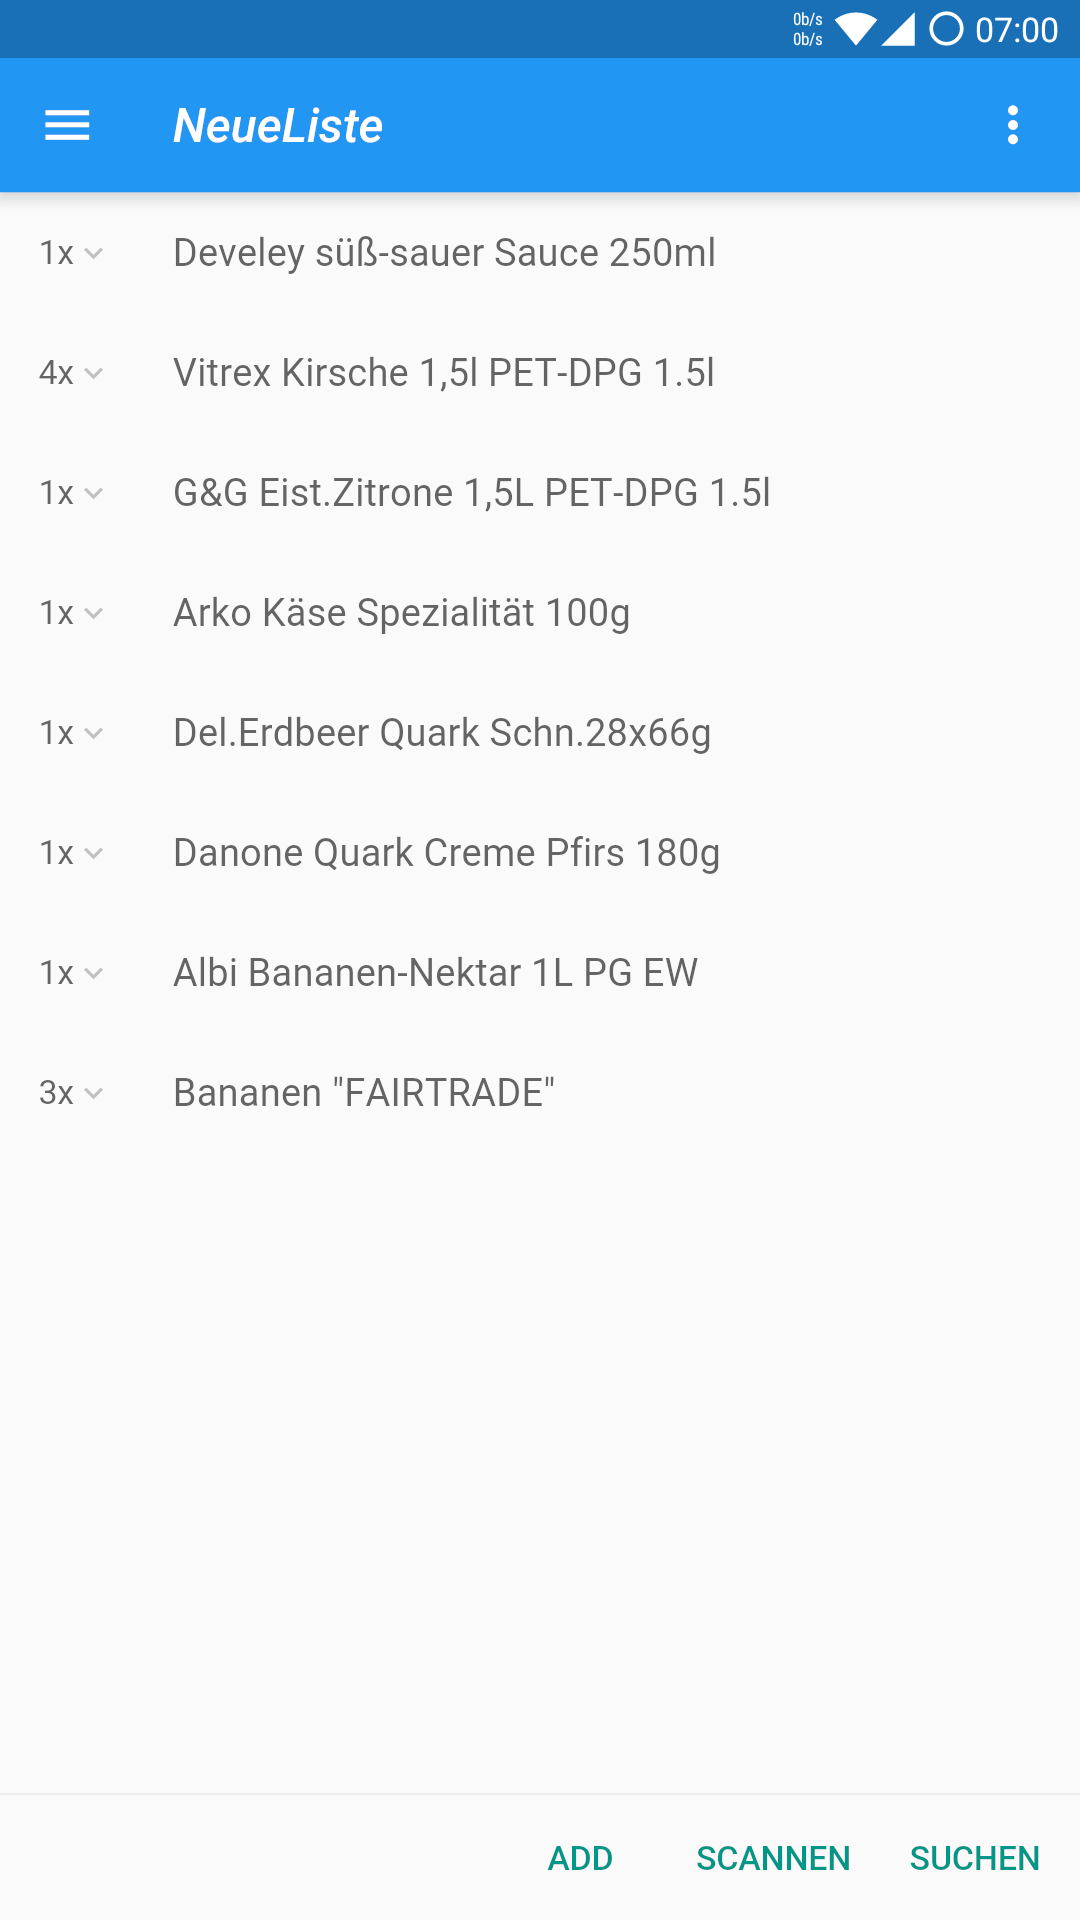 0b/s
0b/s
07:00
NeueListe
1x Develey süß-sauer Sauce 250ml
4x Vitrex Kirsche 1,5l PET-DPG 1.5l
1x G&G Eist.Zitrone 1,5L PET-DPG 1.5l
1x Arko Käse Spezialität 100g
1x Del.Erdbeer Quark Schn.28x66g
1x Danone Quark Creme Pfirs 180g
1x Albi Bananen-Nektar 1L PG EW
3x Bananen "FAIRTRADE"
ADD SCANNEN SUCHEN